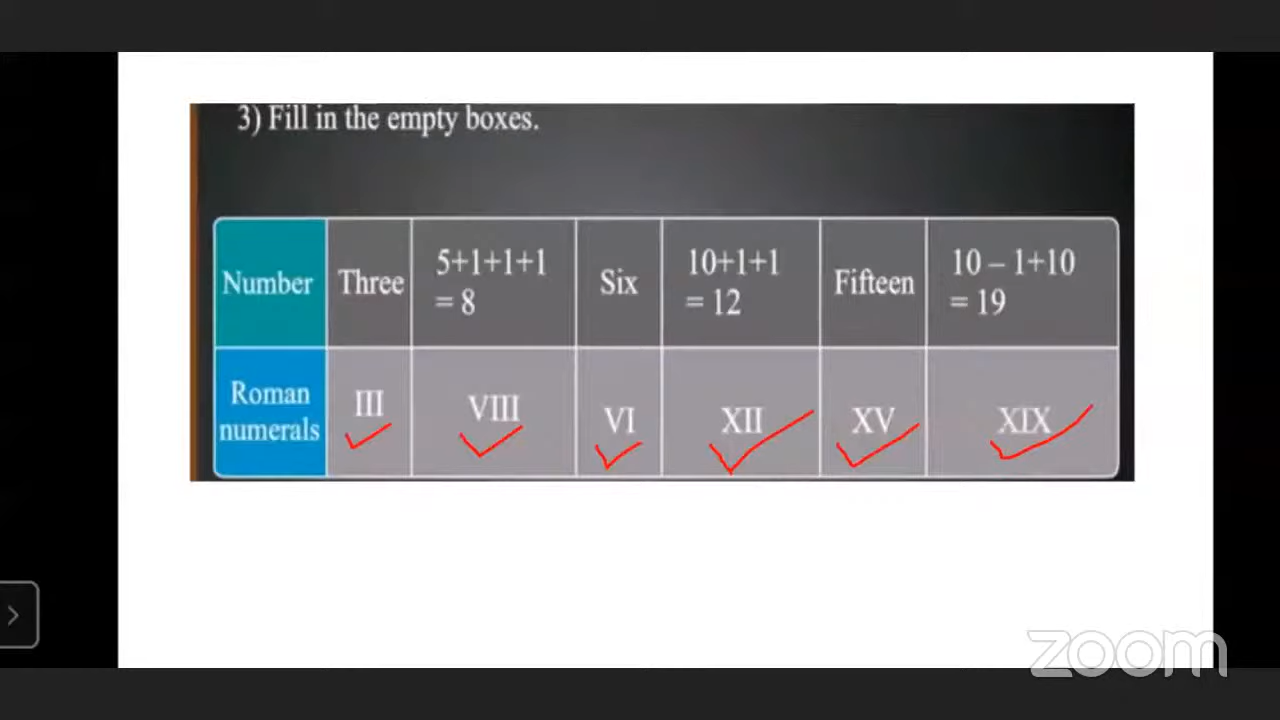 3) Fill in the empty boxes.
Number Three 5+1+1+1 = 8 Six 10+1+1 = 12 Fifteen 10 – 1+10 = 19
Roman numerals III VIII VI XII XV XIX
zoom